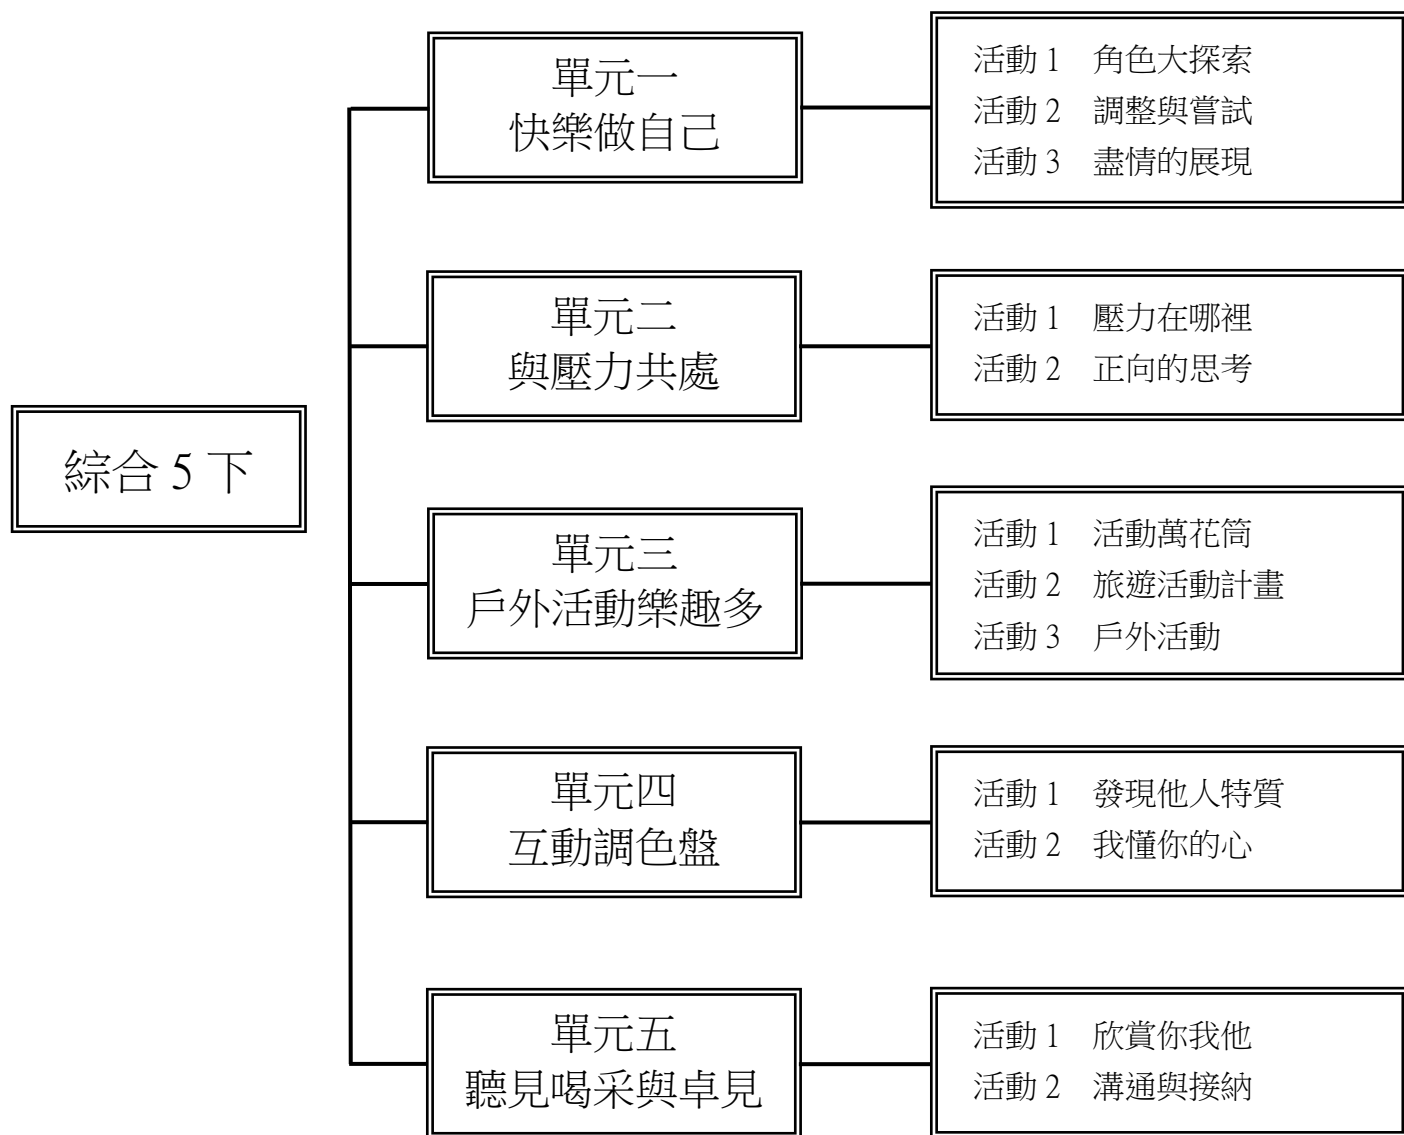 綜合 5 下
單元一
快樂做自己
活動 1　角色大探索
活動 2　調整與嘗試
活動 3　盡情的展現
單元二
與壓力共處
活動 1　壓力在哪裡
活動 2　正向的思考
單元三
戶外活動樂趣多
活動 1　活動萬花筒
活動 2　旅遊活動計畫
活動 3　戶外活動
單元四
互動調色盤
活動 1　發現他人特質
活動 2　我懂你的心
單元五
聽見喝采與卓見
活動 1　欣賞你我他
活動 2　溝通與接納